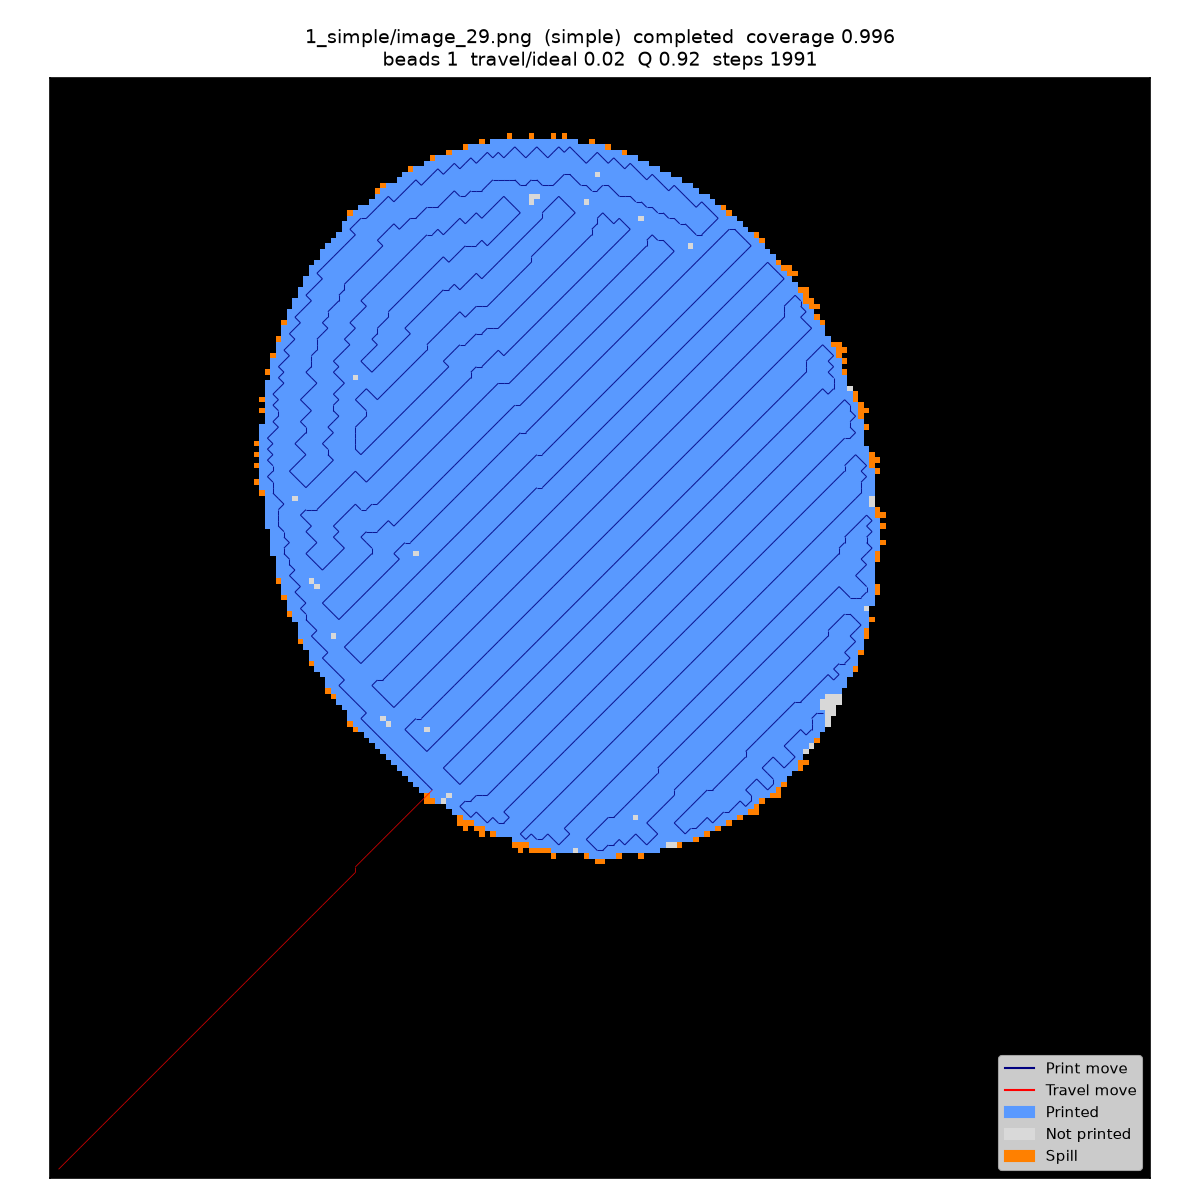 1_simple/image_29.png  (simple)  completed  coverage 0.996
beads 1  travel/ideal 0.02  Q 0.92  steps 1991
Print move
Travel move
Printed
Not printed
Spill